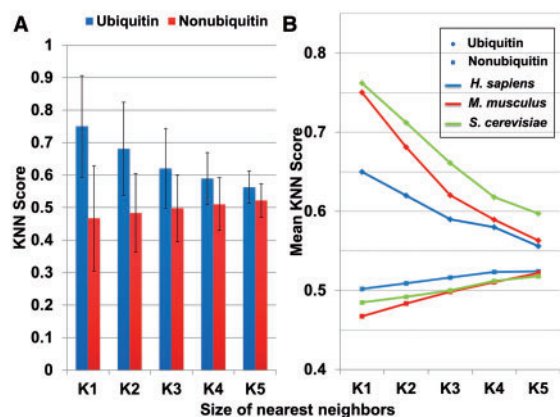 A
Ubiquitin Nonubiquitin
KNN Score
1
0.9
0.8
0.7
0.6
0.5
0.4
0.3
0.2
0.1
0
K1 K2 K3 K4 K5
B
Mean KNN Score
0.8
0.7
0.6
0.5
0.4
Ubiquitin
Nonubiquitin
H. sapiens
M. musculus
S. cerevisiae
K1 K2 K3 K4 K5
Size of nearest neighbors